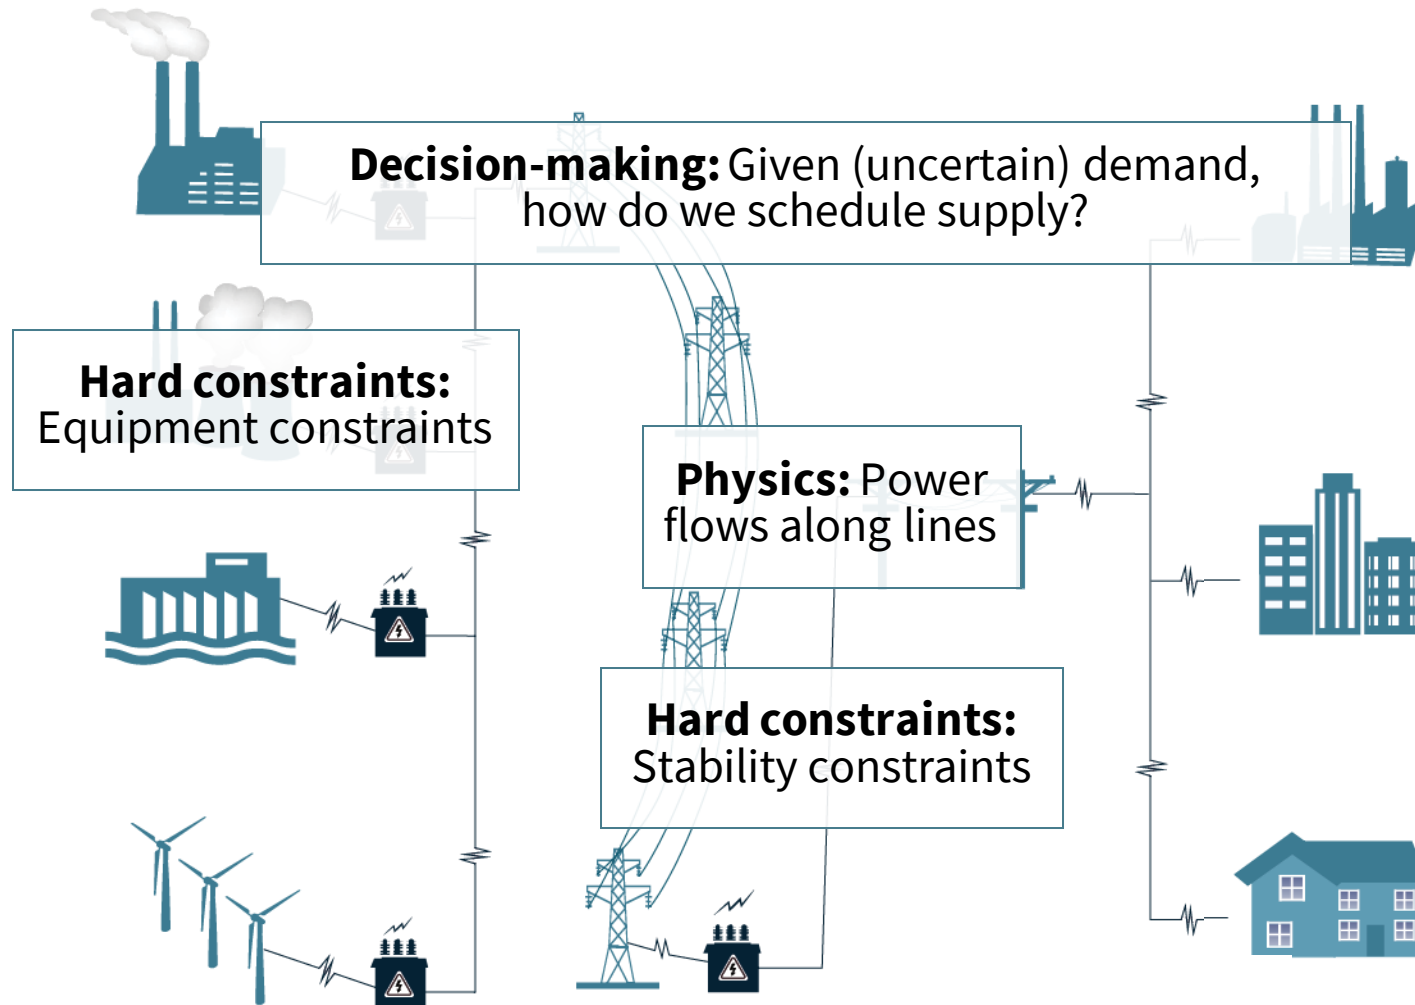 Decision-making: Given (uncertain) demand,
how do we schedule supply?
Hard constraints:
Equipment constraints
Physics: Power
flows along lines
Hard constraints:
Stability constraints